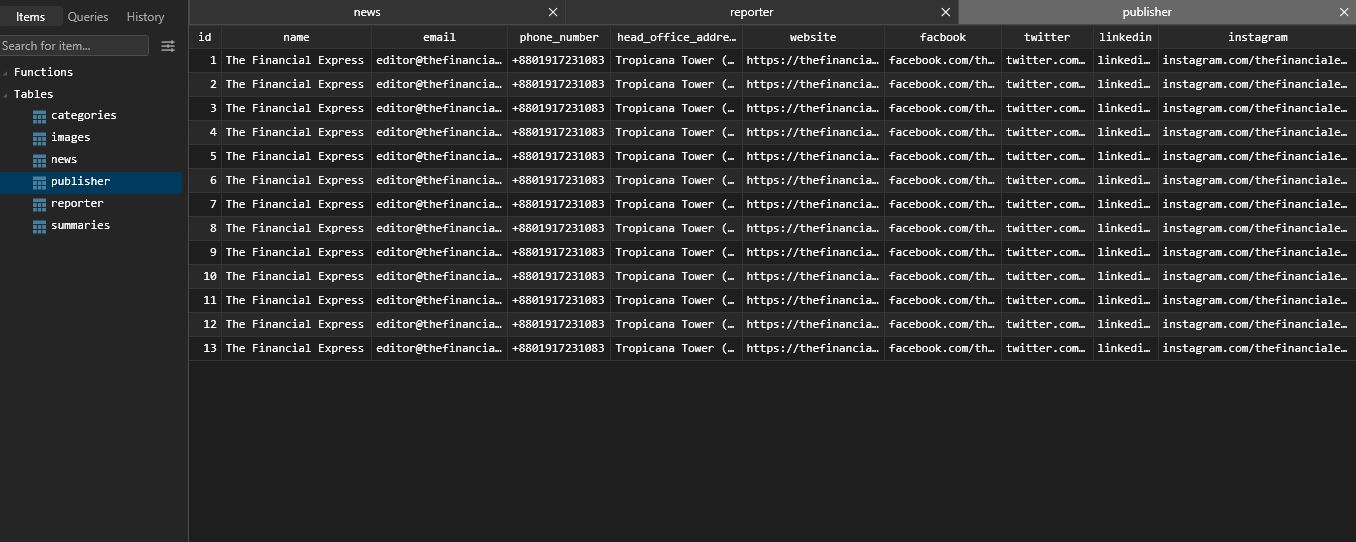 Items Queries History
news
reporter
publisher
Search for item...
Functions
Tables
categories
images
news
publisher
reporter
summaries
id name email phone_number head_office_addre… website facbook twitter linkedin instagram
1 The Financial Express editor@thefinancia… +8801917231083 Tropicana Tower (… https://thefinancia… facebook.com/th… twitter.com… linkedi… instagram.com/thefinanciale…
2 The Financial Express editor@thefinancia… +8801917231083 Tropicana Tower (… https://thefinancia… facebook.com/th… twitter.com… linkedi… instagram.com/thefinanciale…
3 The Financial Express editor@thefinancia… +8801917231083 Tropicana Tower (… https://thefinancia… facebook.com/th… twitter.com… linkedi… instagram.com/thefinanciale…
4 The Financial Express editor@thefinancia… +8801917231083 Tropicana Tower (… https://thefinancia… facebook.com/th… twitter.com… linkedi… instagram.com/thefinanciale…
5 The Financial Express editor@thefinancia… +8801917231083 Tropicana Tower (… https://thefinancia… facebook.com/th… twitter.com… linkedi… instagram.com/thefinanciale…
6 The Financial Express editor@thefinancia… +8801917231083 Tropicana Tower (… https://thefinancia… facebook.com/th… twitter.com… linkedi… instagram.com/thefinanciale…
7 The Financial Express editor@thefinancia… +8801917231083 Tropicana Tower (… https://thefinancia… facebook.com/th… twitter.com… linkedi… instagram.com/thefinanciale…
8 The Financial Express editor@thefinancia… +8801917231083 Tropicana Tower (… https://thefinancia… facebook.com/th… twitter.com… linkedi… instagram.com/thefinanciale…
9 The Financial Express editor@thefinancia… +8801917231083 Tropicana Tower (… https://thefinancia… facebook.com/th… twitter.com… linkedi… instagram.com/thefinanciale…
10 The Financial Express editor@thefinancia… +8801917231083 Tropicana Tower (… https://thefinancia… facebook.com/th… twitter.com… linkedi… instagram.com/thefinanciale…
11 The Financial Express editor@thefinancia… +8801917231083 Tropicana Tower (… https://thefinancia… facebook.com/th… twitter.com… linkedi… instagram.com/thefinanciale…
12 The Financial Express editor@thefinancia… +8801917231083 Tropicana Tower (… https://thefinancia… facebook.com/th… twitter.com… linkedi… instagram.com/thefinanciale…
13 The Financial Express editor@thefinancia… +8801917231083 Tropicana Tower (… https://thefinancia… facebook.com/th… twitter.com… linkedi… instagram.com/thefinanciale…